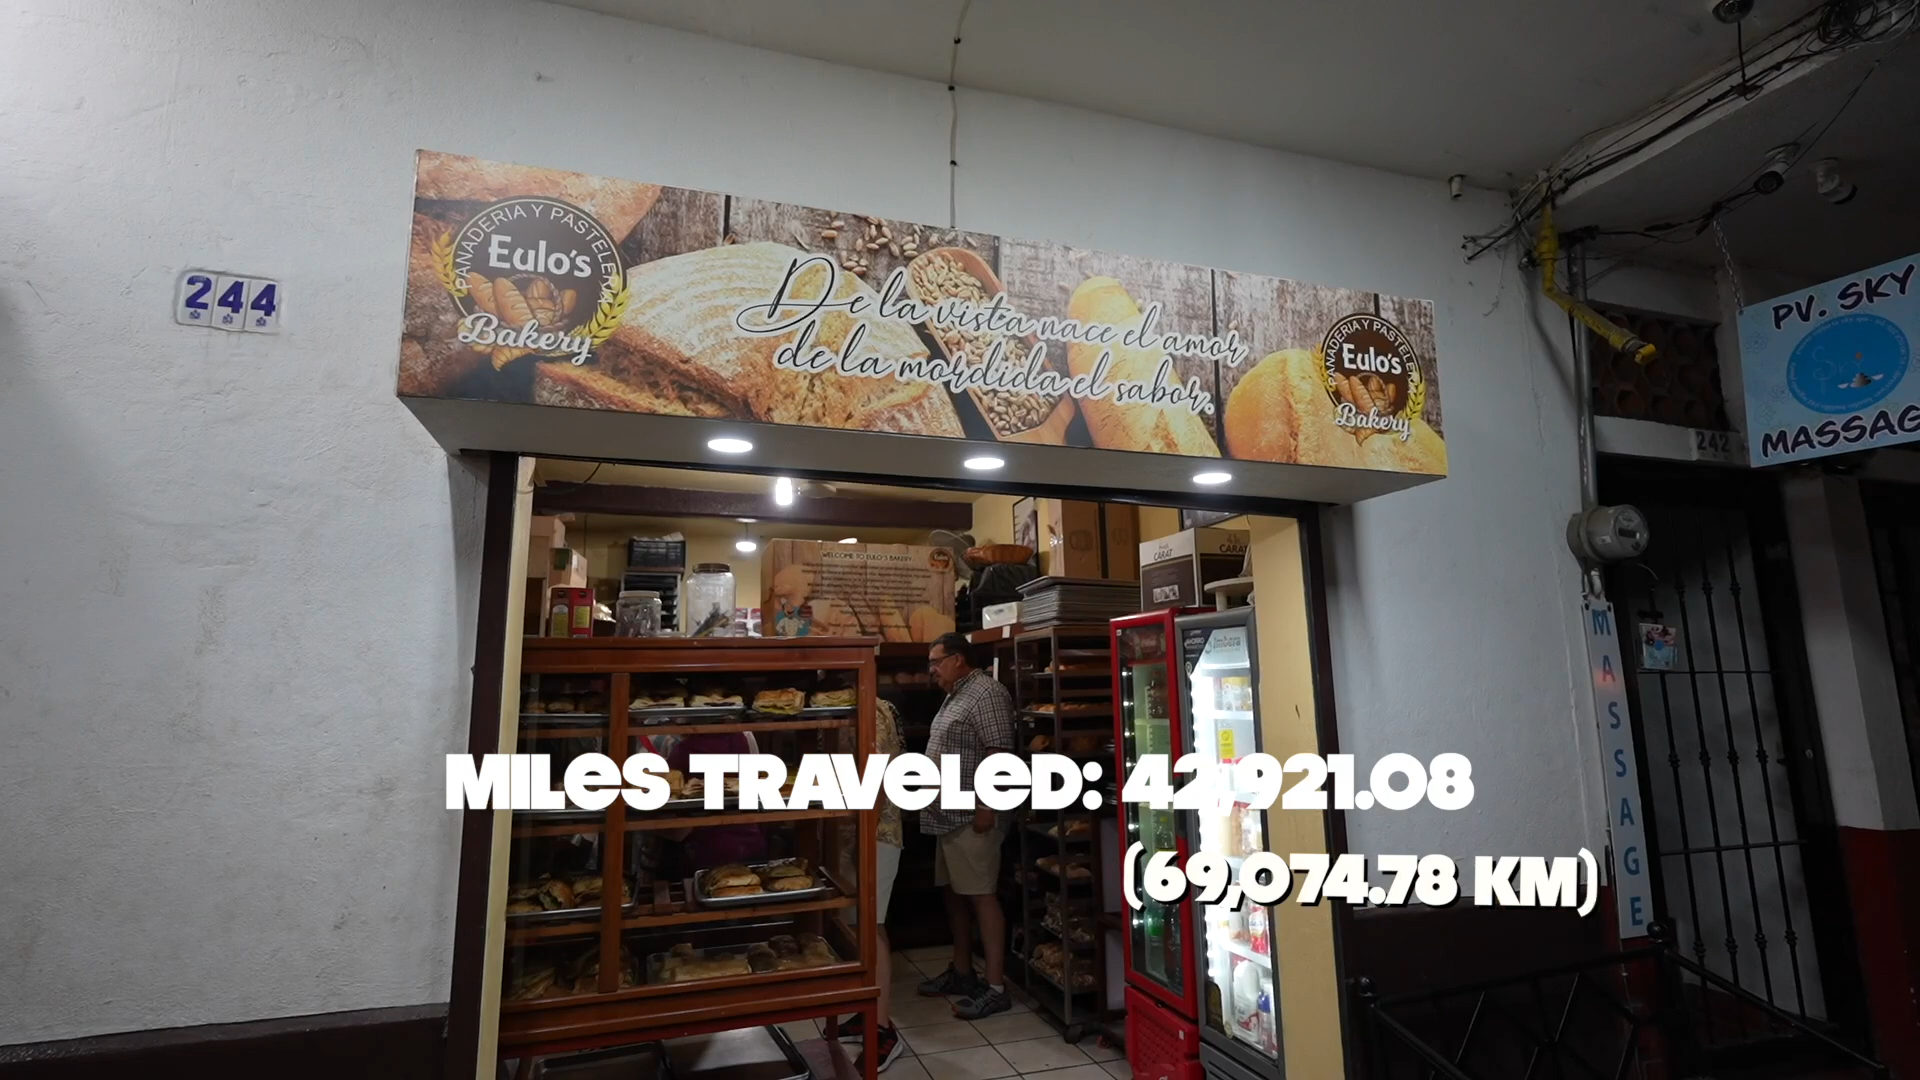 244
PANADERIA Y PASTELERIA
Eulo's
Bakery
De la vista nace el amor
de la mordida el sabor.
PANADERIA Y PASTELERIA
Eulo's
Bakery
PV. SKY
MASSAG
242
WELCOME TO EULO'S BAKERY
CARAT
CARAT
MASSAGE
MILES TRAVELED: 42,921.08
(69,074.78 KM)